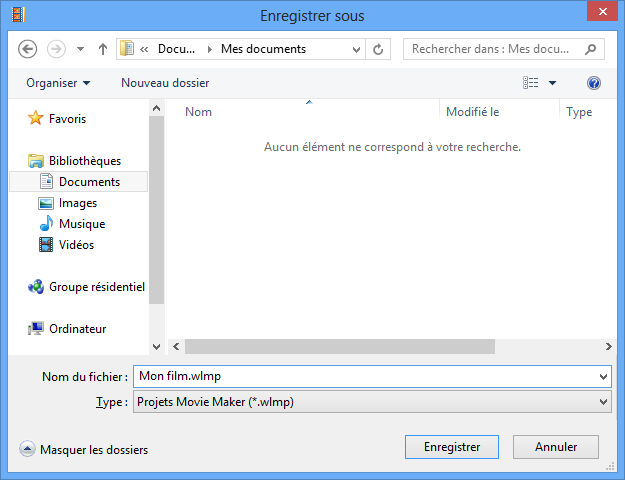 Enregistrer sous
« Docu... Mes documents
Rechercher dans : Mes docu...
Organiser Nouveau dossier
Nom Modifié le Type
Aucun élément ne correspond à votre recherche.
Favoris
Bibliothèques
Documents
Images
Musique
Vidéos
Groupe résidentiel
Ordinateur
Nom du fichier : Mon film.wlmp
Type : Projets Movie Maker (*.wlmp)
Masquer les dossiers Enregistrer Annuler